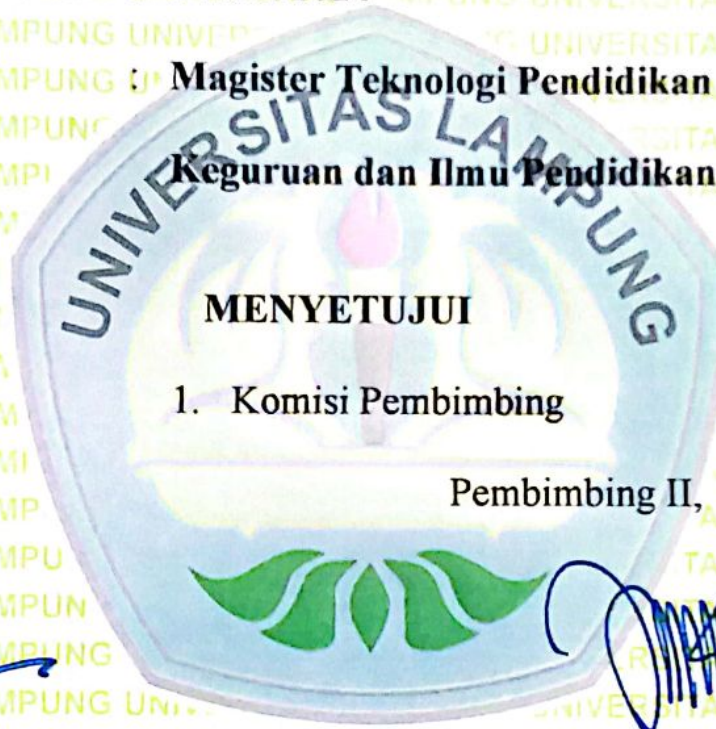 : Magister Teknologi Pendidikan
Keguruan dan Ilmu Pendidikan
UNIVERSITAS LAMPUNG
MENYETUJUI
1. Komisi Pembimbing
Pembimbing II,